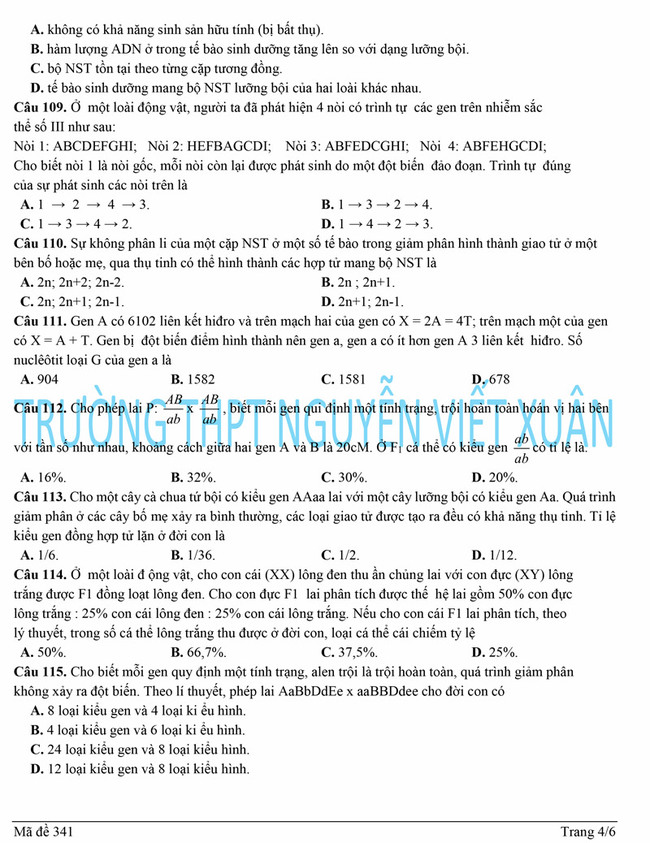 A. không có khả năng sinh sản hữu tính (bị bất thụ).
B. hàm lượng ADN ở trong tế bào sinh dưỡng tăng lên so với dạng lưỡng bội.
C. bộ NST tồn tại theo từng cặp tương đồng.
D. tế bào sinh dưỡng mang bộ NST lưỡng bội của hai loài khác nhau.
Câu 109. Ở một loài động vật, người ta đã phát hiện 4 nòi có trình tự các gen trên nhiễm sắc
thể số III như sau:
Nòi 1: ABCDEFGHI; Nòi 2: HEFBAGCDI; Nòi 3: ABFEDCGHI; Nòi 4: ABFEHGCDI;
Cho biết nòi 1 là nòi gốc, mỗi nòi còn lại được phát sinh do một đột biến đảo đoạn. Trình tự đúng
của sự phát sinh các nòi trên là
A. 1 → 2 → 4 → 3. B. 1 → 3 → 2 → 4.
C. 1 → 3 → 4 → 2. D. 1 → 4 → 2 → 3.
Câu 110. Sự không phân li của một cặp NST ở một số tế bào trong giảm phân hình thành giao tử ở một
bên bố hoặc mẹ, qua thụ tinh có thể hình thành các hợp tử mang bộ NST là
A. 2n; 2n+2; 2n-2. B. 2n ; 2n+1.
C. 2n; 2n+1; 2n-1. D. 2n+1; 2n-1.
Câu 111. Gen A có 6102 liên kết hiđro và trên mạch hai của gen có X = 2A = 4T; trên mạch một của gen
có X = A + T. Gen bị đột biến điểm hình thành nên gen a, gen a có ít hơn gen A 3 liên kết hiđro. Số
nuclêôtit loại G của gen a là
A. 904 B. 1582 C. 1581 D. 678
TRƯỜNG THPT NGUYỄN VIẾT XUÂN
Câu 112. Cho phép lai P: AB/ab x AB/ab , biết mỗi gen qui định một tính trạng, trội hoàn toàn hoán vị hai bên
với tần số như nhau, khoảng cách giữa hai gen A và B là 20cM. Ở F1 cá thể có kiểu gen ab/ab có tỉ lệ là:
A. 16%. B. 32%. C. 30%. D. 20%.
Câu 113. Cho một cây cà chua tứ bội có kiểu gen AAaa lai với một cây lưỡng bội có kiểu gen Aa. Quá trình
giảm phân ở các cây bố mẹ xảy ra bình thường, các loại giao tử được tạo ra đều có khả năng thụ tinh. Tỉ lệ
kiểu gen đồng hợp tử lặn ở đời con là
A. 1/6. B. 1/36. C. 1/2. D. 1/12.
Câu 114. Ở một loài đ ộng vật, cho con cái (XX) lông đen thu ần chủng lai với con đực (XY) lông
trắng được F1 đồng loạt lông đen. Cho con đực F1 lai phân tích được thế hệ lai gồm 50% con đực
lông trắng : 25% con cái lông đen : 25% con cái lông trắng. Nếu cho con cái F1 lai phân tích, theo
lý thuyết, trong số cá thể lông trắng thu được ở đời con, loại cá thể cái chiếm tỷ lệ
A. 50%. B. 66,7%. C. 37,5%. D. 25%.
Câu 115. Cho biết mỗi gen quy định một tính trạng, alen trội là trội hoàn toàn, quá trình giảm phân
không xảy ra đột biến. Theo lí thuyết, phép lai AaBbDdEe x aaBBDdee cho đời con có
A. 8 loại kiểu gen và 4 loại ki ểu hình.
B. 4 loại kiểu gen và 6 loại ki ểu hình.
C. 24 loại kiểu gen và 8 loại kiểu hình.
D. 12 loại kiểu gen và 8 loại kiểu hình.
Mã đề 341 Trang 4/6